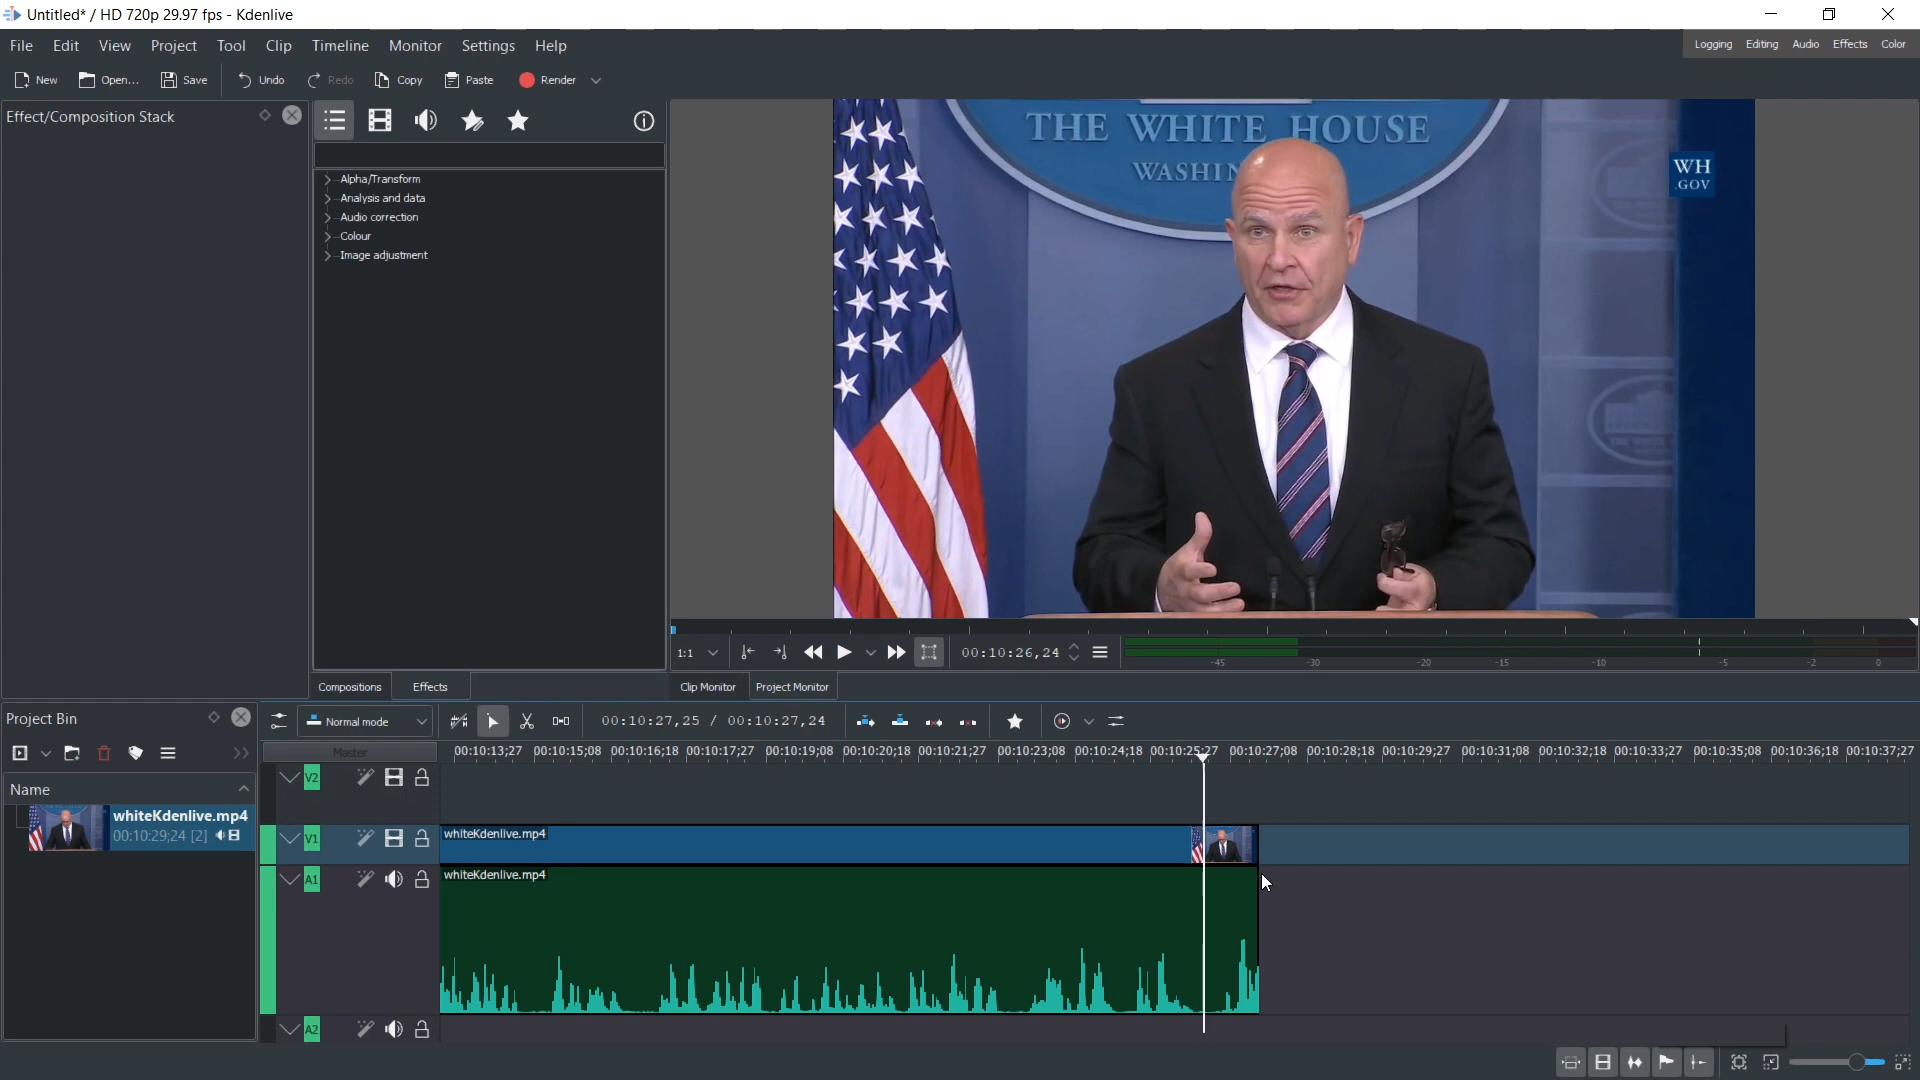 Untitled* / HD 720p 29.97 fps - Kdenlive
File Edit View Project Tool Clip Timeline Monitor Settings Help
Logging Editing Audio Effects Color
New Open... Save Undo Redo Copy Paste Render
Effect/Composition Stack
Alpha/Transform
Analysis and data
Audio correction
Colour
Image adjustment
THE WHITE HOUSE
WASHIN
WH
.GOV
1:1
00:10:26,24
-45 -30 -20 -15 -10 -5 -2 0
Compositions Effects
Clip Monitor Project Monitor
Project Bin
Normal mode
00:10:27,25 / 00:10:27,24
Master
00:10:13;27 00:10:15;08 00:10:16;18 00:10:17;27 00:10:19;08 00:10:20;18 00:10:21;27 00:10:23;08 00:10:24;18 00:10:25;27 00:10:27;08 00:10:28;18 00:10:29;27 00:10:31;08 00:10:32;18 00:10:33;27 00:10:35;08 00:10:36;18 00:10:37;27
Name
whiteKdenlive.mp4
00:10:29;24 [2]
V2
V1
whiteKdenlive.mp4
A1
whiteKdenlive.mp4
A2